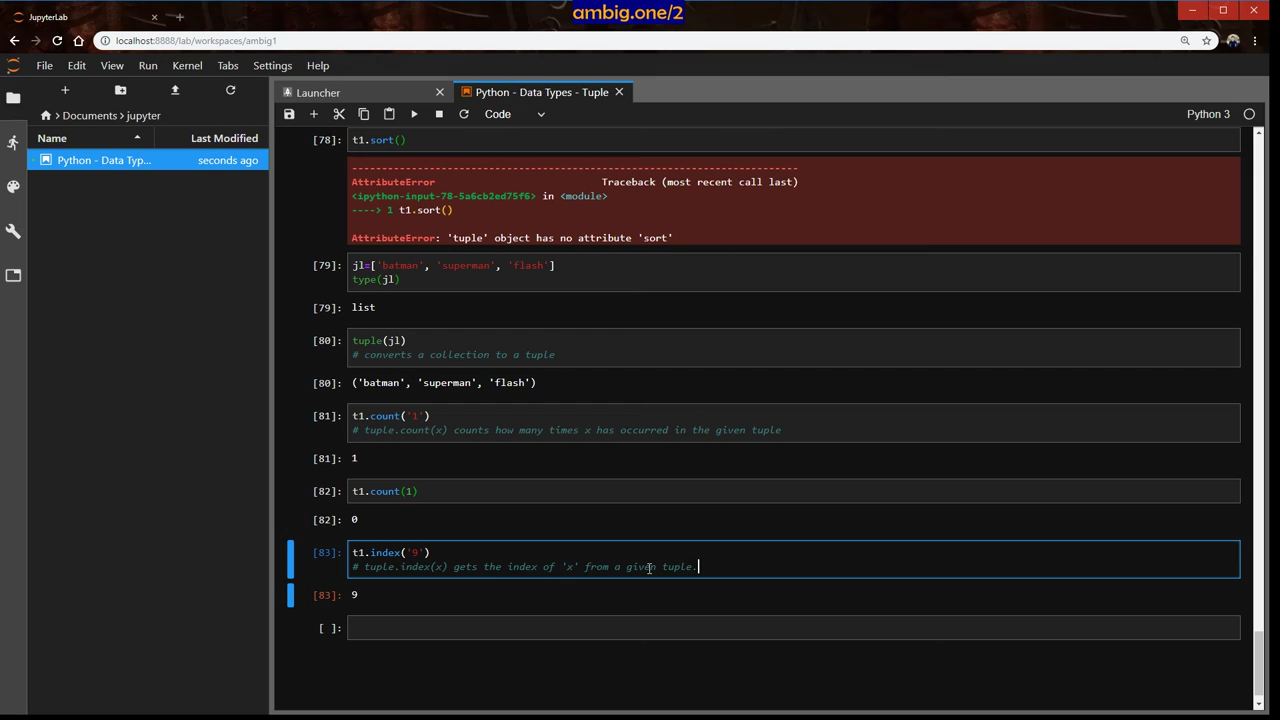 ambig.one/2
JupyterLab
localhost:8888/lab/workspaces/ambig1
File Edit View Run Kernel Tabs Settings Help
Launcher
Python - Data Types - Tuple
Code
Python 3
Documents / jupyter
Name Last Modified
Python - Data Typ... seconds ago
[78]: t1.sort()
---------------------------------------------------------------------------
AttributeError Traceback (most recent call last)
<ipython-input-78-5a6cb2ed75f6> in <module>
----> 1 t1.sort()
AttributeError: 'tuple' object has no attribute 'sort'
[79]: jl=['batman', 'superman', 'flash']
type(jl)
[79]: list
[80]: tuple(jl)
# converts a collection to a tuple
[80]: ('batman', 'superman', 'flash')
[81]: t1.count('1')
# tuple.count(x) counts how many times x has occurred in the given tuple
[81]: 1
[82]: t1.count(1)
[82]: 0
[83]: t1.index('9')
# tuple.index(x) gets the index of 'x' from a given tuple.
[83]: 9
[ ]: